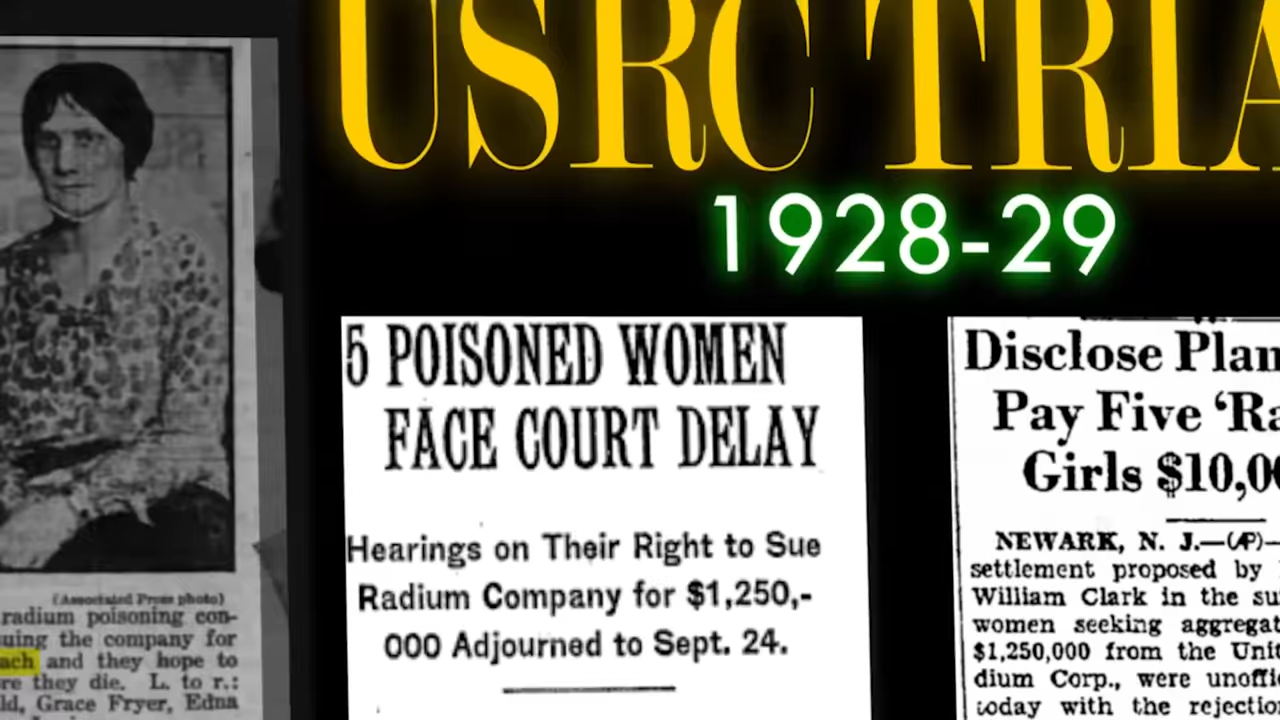 USRC TRIA
1928-29
(Associated Press photo)
radium poisoning con-
suing the company for
ach and they hope to
re they die. L. to r.:
ld, Grace Fryer, Edna
5 POISONED WOMEN
FACE COURT DELAY
Hearings on Their Right to Sue
Radium Company for $1,250,-
000 Adjourned to Sept. 24.
Disclose Plan
Pay Five ‘Ra
Girls $10,00
NEWARK, N. J.—(AP)—
settlement proposed by
William Clark in the su
women seeking aggregat
$1,250,000 from the Unit
dium Corp., were unoffic
today with the rejection